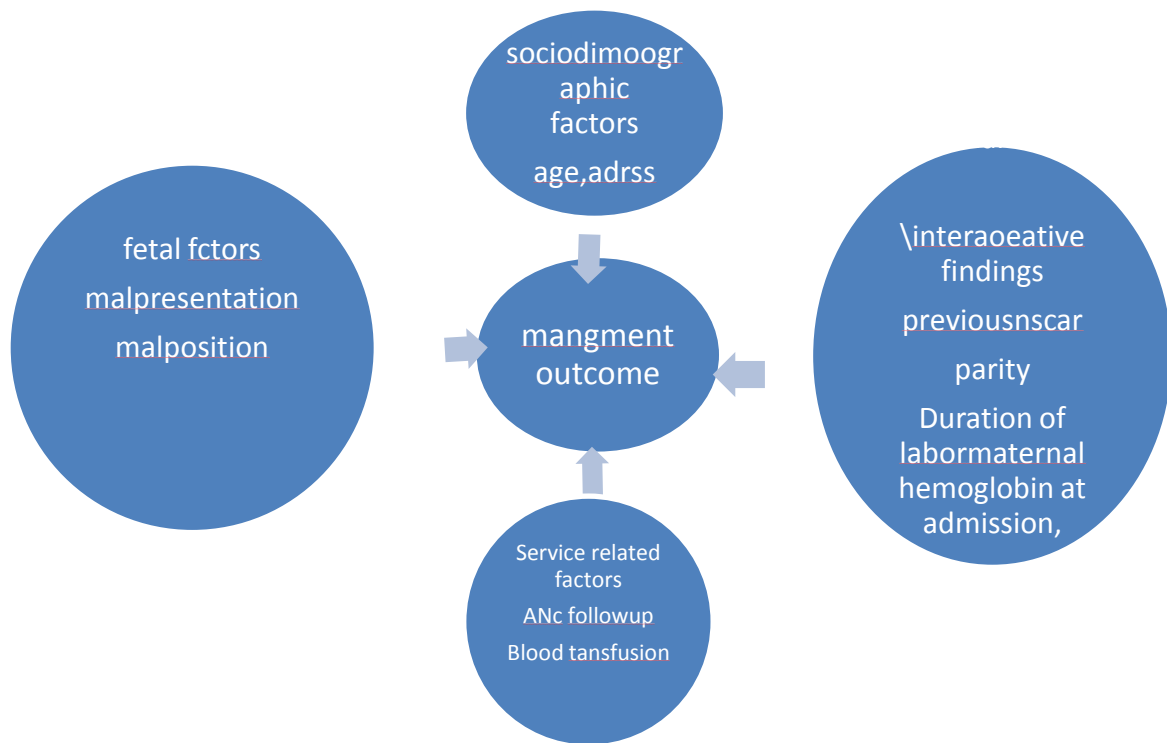 sociodimoogr
aphic
factors
age,adrss
fetal fctors
malpresentation
malposition
mangment
outcome
\interaoeative
findings
previousnscar
parity
Duration of
labormaternal
hemoglobin at
admission,
Service related
factors
ANc followup
Blood tansfusion